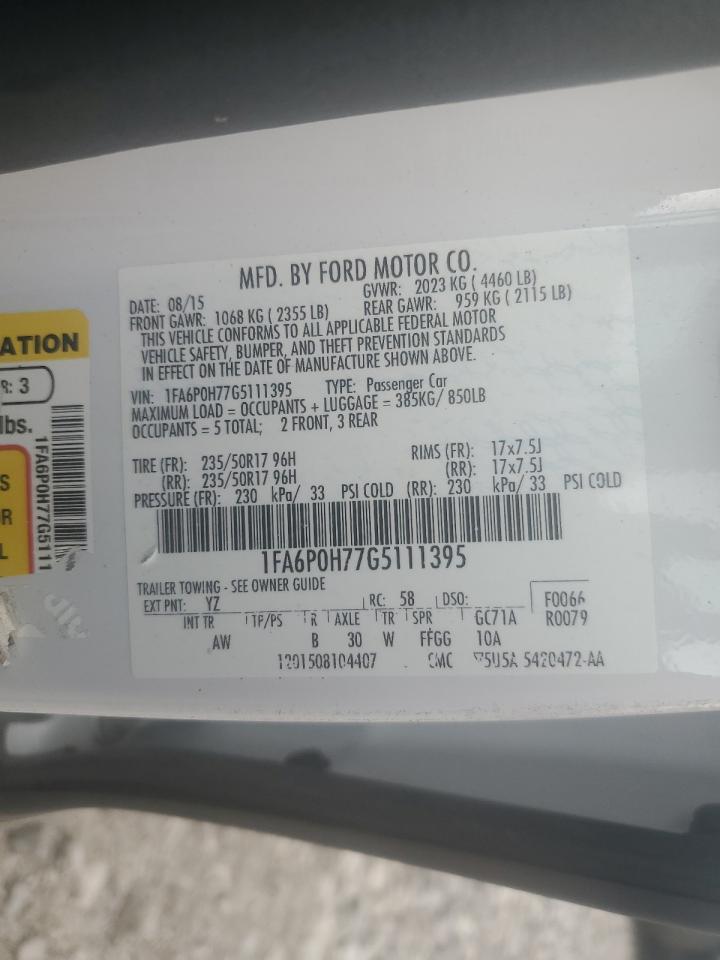 MFD. BY FORD MOTOR CO.
DATE: 08/15 GVWR: 2023 KG ( 4460 LB)
FRONT GAWR: 1068 KG ( 2355 LB) REAR GAWR: 959 KG ( 2115 LB)
THIS VEHICLE CONFORMS TO ALL APPLICABLE FEDERAL MOTOR
VEHICLE SAFETY, BUMPER, AND THEFT PREVENTION STANDARDS
IN EFFECT ON THE DATE OF MANUFACTURE SHOWN ABOVE.
VIN: 1FA6P0H77G5111395 TYPE: Passenger Car
MAXIMUM LOAD = OCCUPANTS + LUGGAGE = 385KG/ 850LB
OCCUPANTS = 5 TOTAL; 2 FRONT, 3 REAR
TIRE (FR): 235/50R17 96H RIMS (FR): 17x7.5J
(RR): 235/50R17 96H (RR): 17x7.5J
PRESSURE (FR): 230 kPa/ 33 PSI COLD (RR): 230 kPa/ 33 PSI COLD
1FA6P0H77G5111395
TRAILER TOWING - SEE OWNER GUIDE
EXT PNT: YZ RC: 58 DSO: F0066
INT TR TP/PS R AXLE TR SPR GC71A R0079
AW B 30 W FFGG 10A
1201508104407 CMC 5U5A 5420472-AA
ATION
R: 3
lbs.
S
R
L
1FA6P0H77G5111